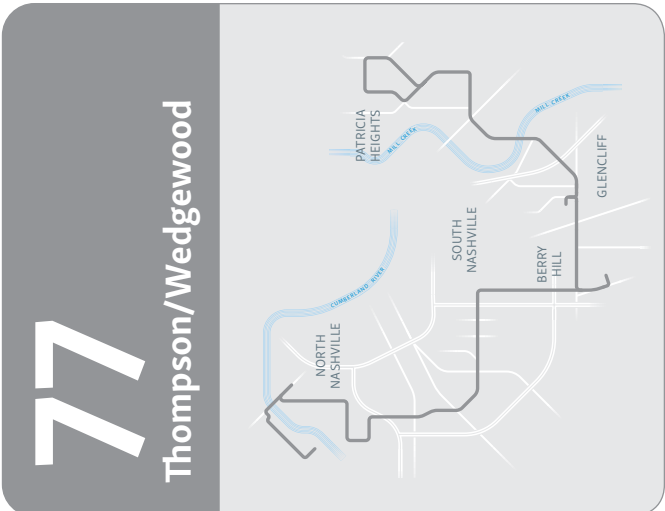 77
Thompson/Wedgewood
PATRICIA
HEIGHTS
MILL CREEK
MILL CREEK
GLENCLIFF
SOUTH
NASHVILLE
BERRY
HILL
CUMBERLAND RIVER
NORTH
NASHVILLE